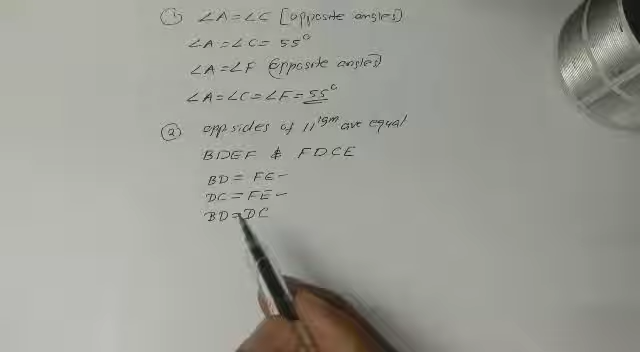 ① ∠A = ∠C [opposite angles]
∠A = ∠C = 55°
∠A = ∠F (opposite angles)
∠A = ∠C = ∠F = 55°
② opp sides of 11gm are equal
BDEF & FDCE
BD = FE -
DC = FE -
BD = DC